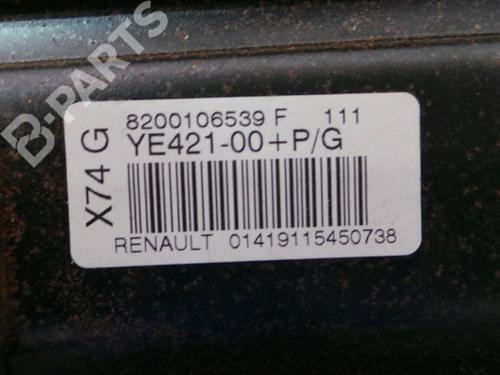 B-PARTS
X74 G
8200106539 F 111
YE421-00+P/G
RENAULT 01419115450738